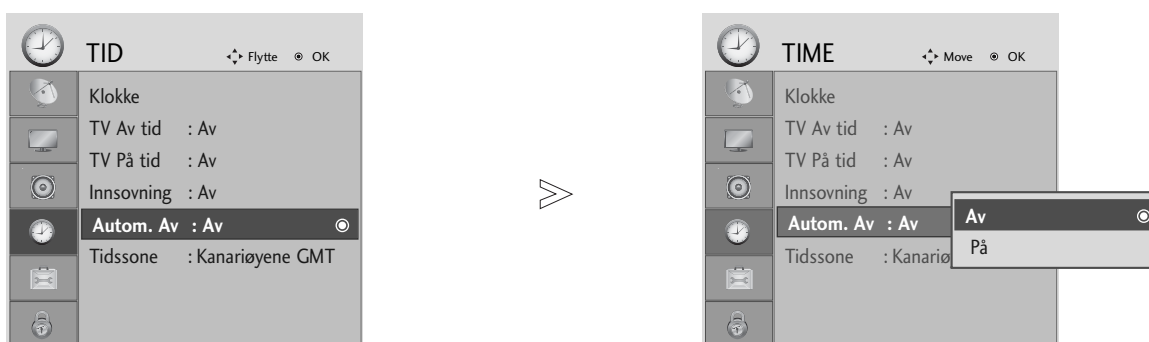 TID Flytte OK
Klokke
TV Av tid : Av
TV På tid : Av
Innsovning : Av
Autom. Av : Av
Tidssone : Kanariøyene GMT
>
TIME Move OK
Klokke
TV Av tid : Av
TV På tid : Av
Innsovning : Av
Autom. Av : Av
Tidssone : Kanariø
Av
På